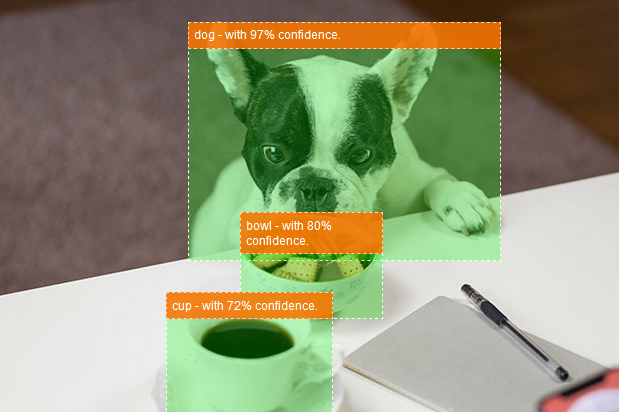 dog - with 97% confidence.
bowl - with 80%
confidence.
cup - with 72% confidence.